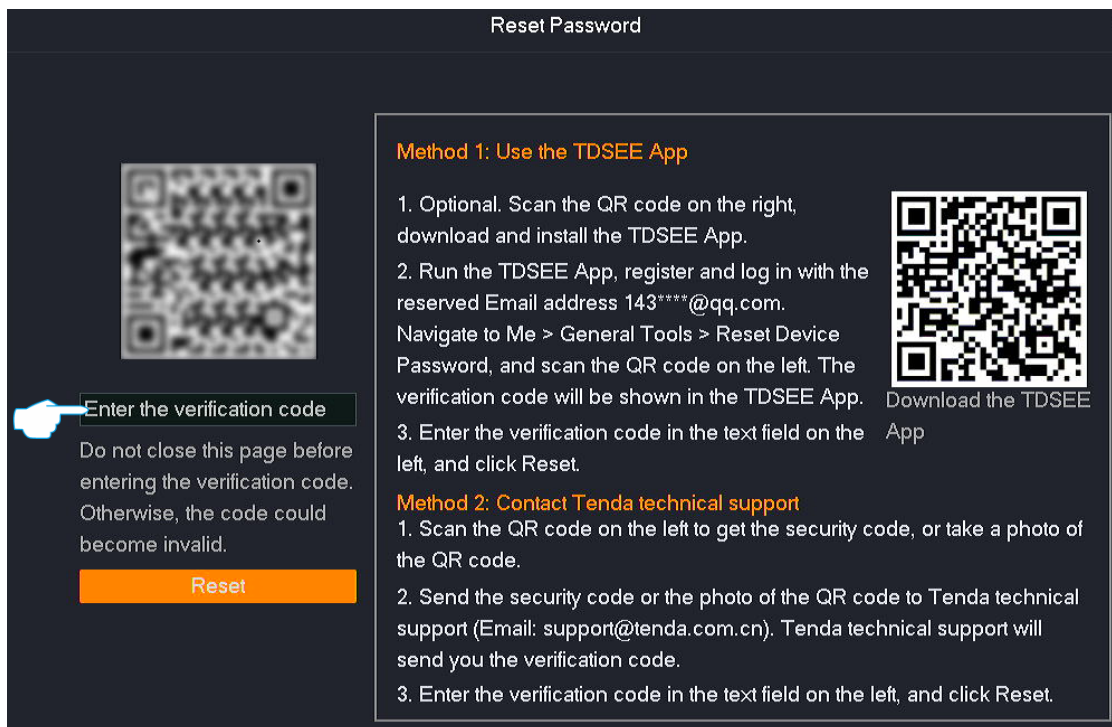 Reset Password
Enter the verification code
Do not close this page before
entering the verification code.
Otherwise, the code could
become invalid.
Reset
Method 1: Use the TDSEE App
1. Optional. Scan the QR code on the right,
download and install the TDSEE App.
2. Run the TDSEE App, register and log in with the
reserved Email address 143****@qq.com.
Navigate to Me > General Tools > Reset Device
Password, and scan the QR code on the left. The
verification code will be shown in the TDSEE App.
3. Enter the verification code in the text field on the
left, and click Reset.
Download the TDSEE
App
Method 2: Contact Tenda technical support
1. Scan the QR code on the left to get the security code, or take a photo of
the QR code.
2. Send the security code or the photo of the QR code to Tenda technical
support (Email: support@tenda.com.cn). Tenda technical support will
send you the verification code.
3. Enter the verification code in the text field on the left, and click Reset.